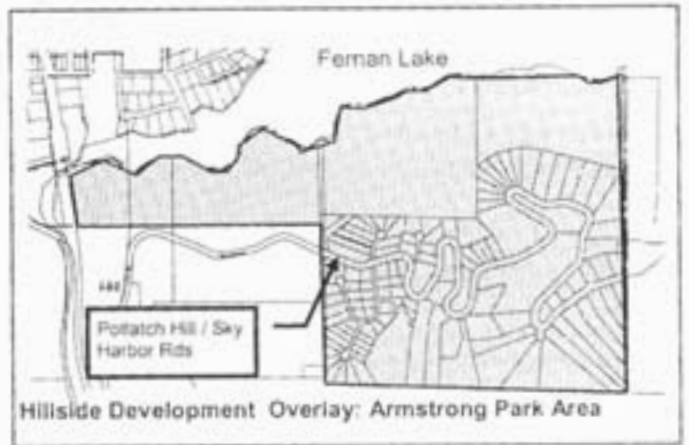 Fernan Lake
Potlatch Hill / Sky
Harbor Rds
Hillside Development Overlay: Armstrong Park Area